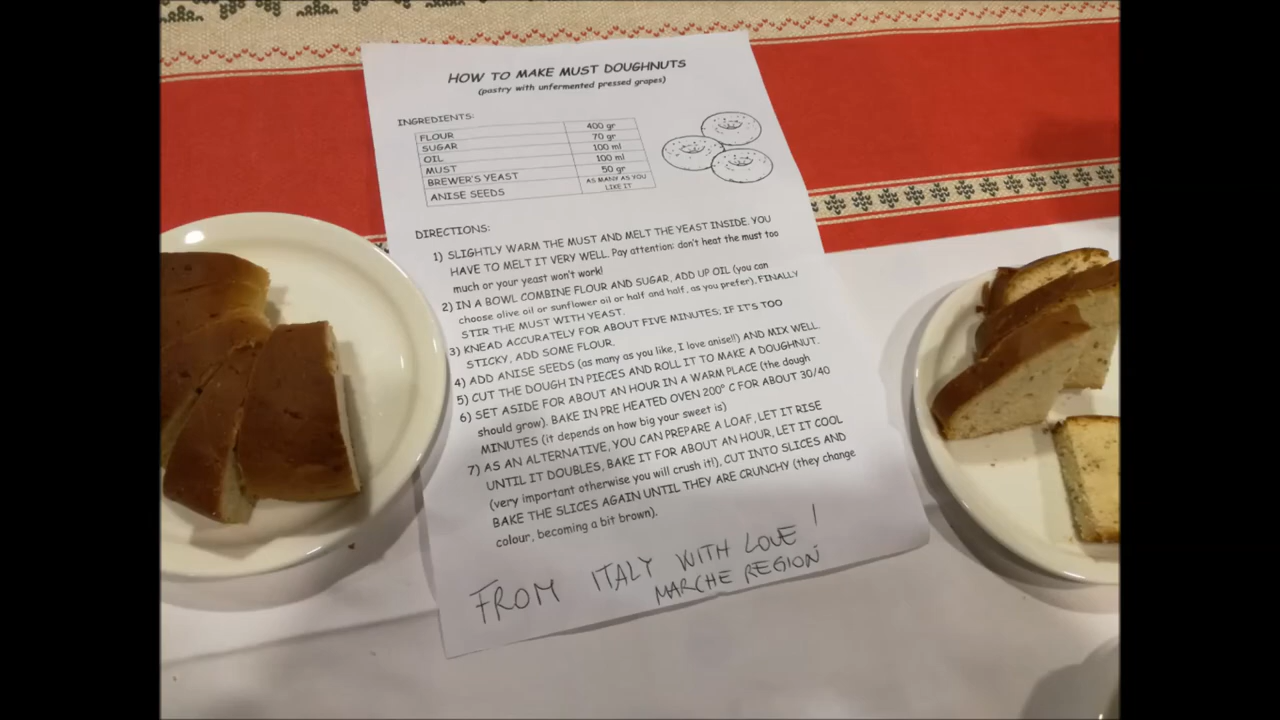 HOW TO MAKE MUST DOUGHNUTS
(pastry with unfermented pressed grapes)
INGREDIENTS:
FLOUR 400 gr
SUGAR 70 gr
OIL 100 ml
MUST 100 ml
BREWER'S YEAST 50 gr
ANISE SEEDS AS MANY AS YOU LIKE IT
DIRECTIONS:
1) SLIGHTLY WARM THE MUST AND MELT THE YEAST INSIDE. YOU
HAVE TO MELT IT VERY WELL. Pay attention: don't heat the must too
much or your yeast won't work!
2) IN A BOWL COMBINE FLOUR AND SUGAR, ADD UP OIL (you can
choose olive oil or sunflower oil or half and half, as you prefer), FINALLY
STIR THE MUST WITH YEAST.
3) KNEAD ACCURATELY FOR ABOUT FIVE MINUTES; IF IT'S TOO
STICKY, ADD SOME FLOUR.
4) ADD ANISE SEEDS (as many as you like, I love anise!!) AND MIX WELL.
5) CUT THE DOUGH IN PIECES AND ROLL IT TO MAKE A DOUGHNUT.
6) SET ASIDE FOR ABOUT AN HOUR IN A WARM PLACE (the dough
should grow). BAKE IN PRE HEATED OVEN 200° C FOR ABOUT 30/40
MINUTES (it depends on how big your sweet is)
7) AS AN ALTERNATIVE, YOU CAN PREPARE A LOAF, LET IT RISE
UNTIL IT DOUBLES, BAKE IT FOR ABOUT AN HOUR, LET IT COOL
(very important otherwise you will crush it!), CUT INTO SLICES AND
BAKE THE SLICES AGAIN UNTIL THEY ARE CRUNCHY (they change
colour, becoming a bit brown).
FROM ITALY WITH LOVE!
MARCHE REGION